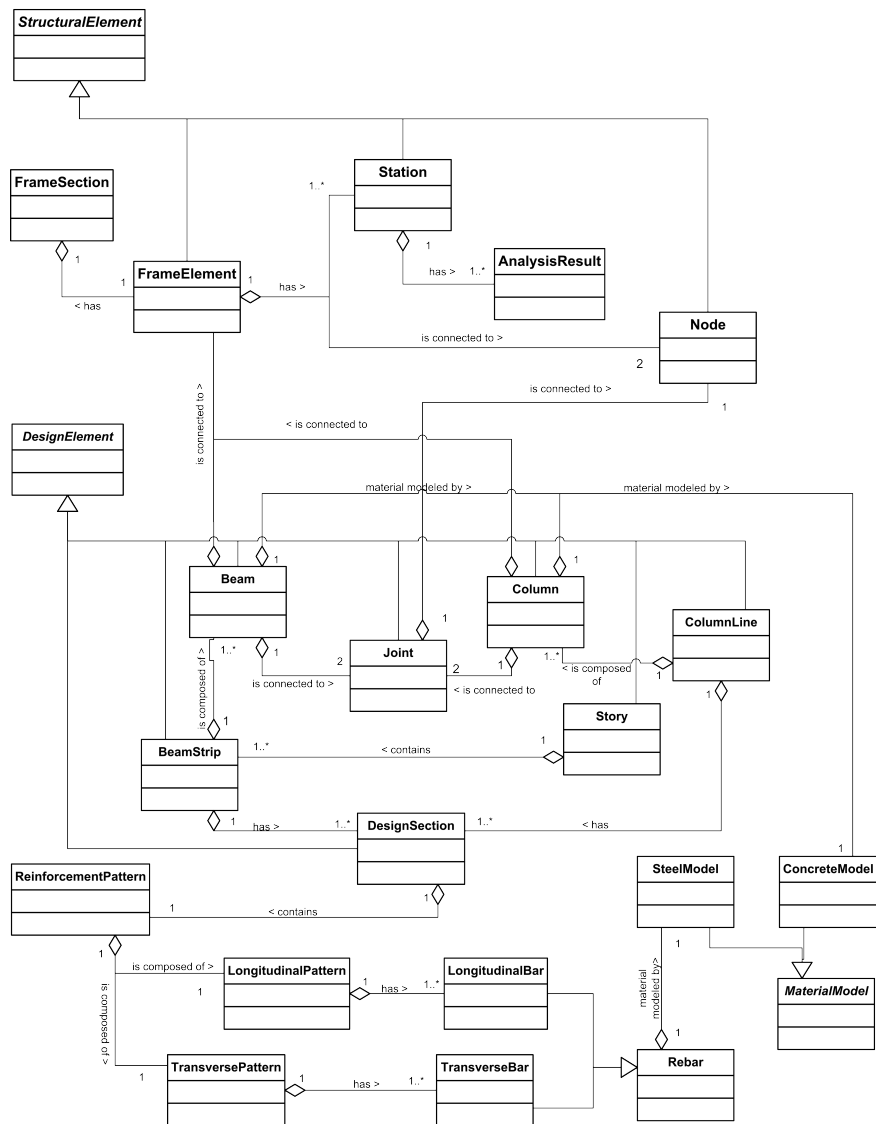 StructuralElement
Station
1..*
FrameSection
1
1
has >
1..*
AnalysisResult
FrameElement
1
1
has >
< has
Node
is connected to >
2
is connected to >
1
is connected to >
< is connected to
DesignElement
material modeled by >
material modeled by >
1
1
Beam
Column
ColumnLine
1
1..*
1
Joint
1..*
is composed of >
2
2
1
< is composed
of
1
1
is connected to >
< is connected to
Story
1
1
BeamStrip
1..*
< contains
1
has >
1..*
DesignSection
1..*
< has
1
ReinforcementPattern
SteelModel
ConcreteModel
1
1
< contains
1
1
is composed of >
1
LongitudinalPattern
1
has >
1..*
LongitudinalBar
material
modeled by>
MaterialModel
is composed of >
1
1
TransversePattern
1
has >
1..*
TransverseBar
Rebar